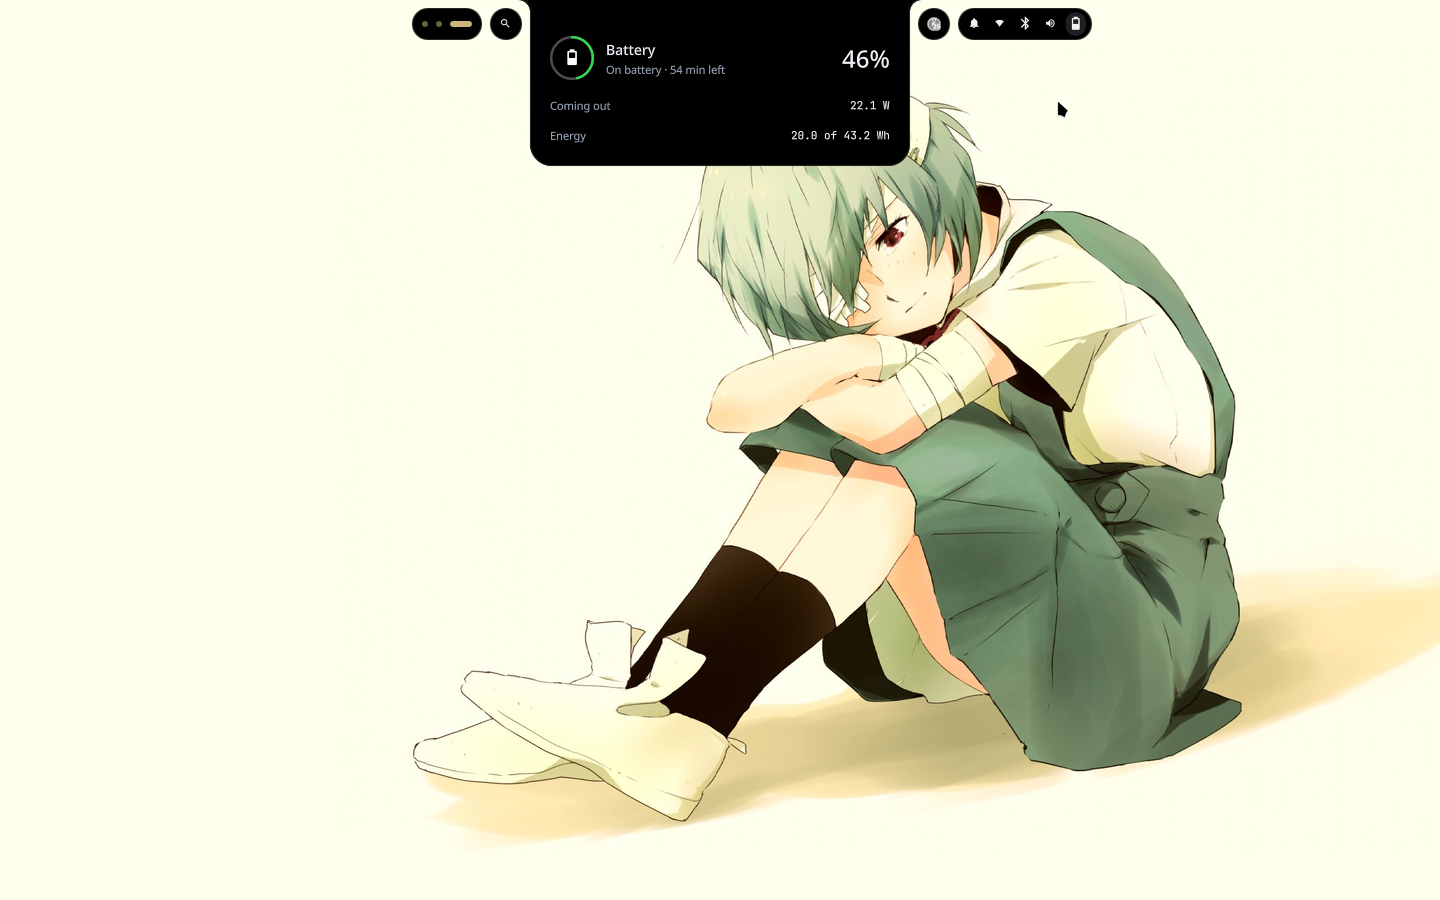 Battery
On battery · 54 min left
46%
Coming out
22.1 W
Energy
20.0 of 43.2 Wh